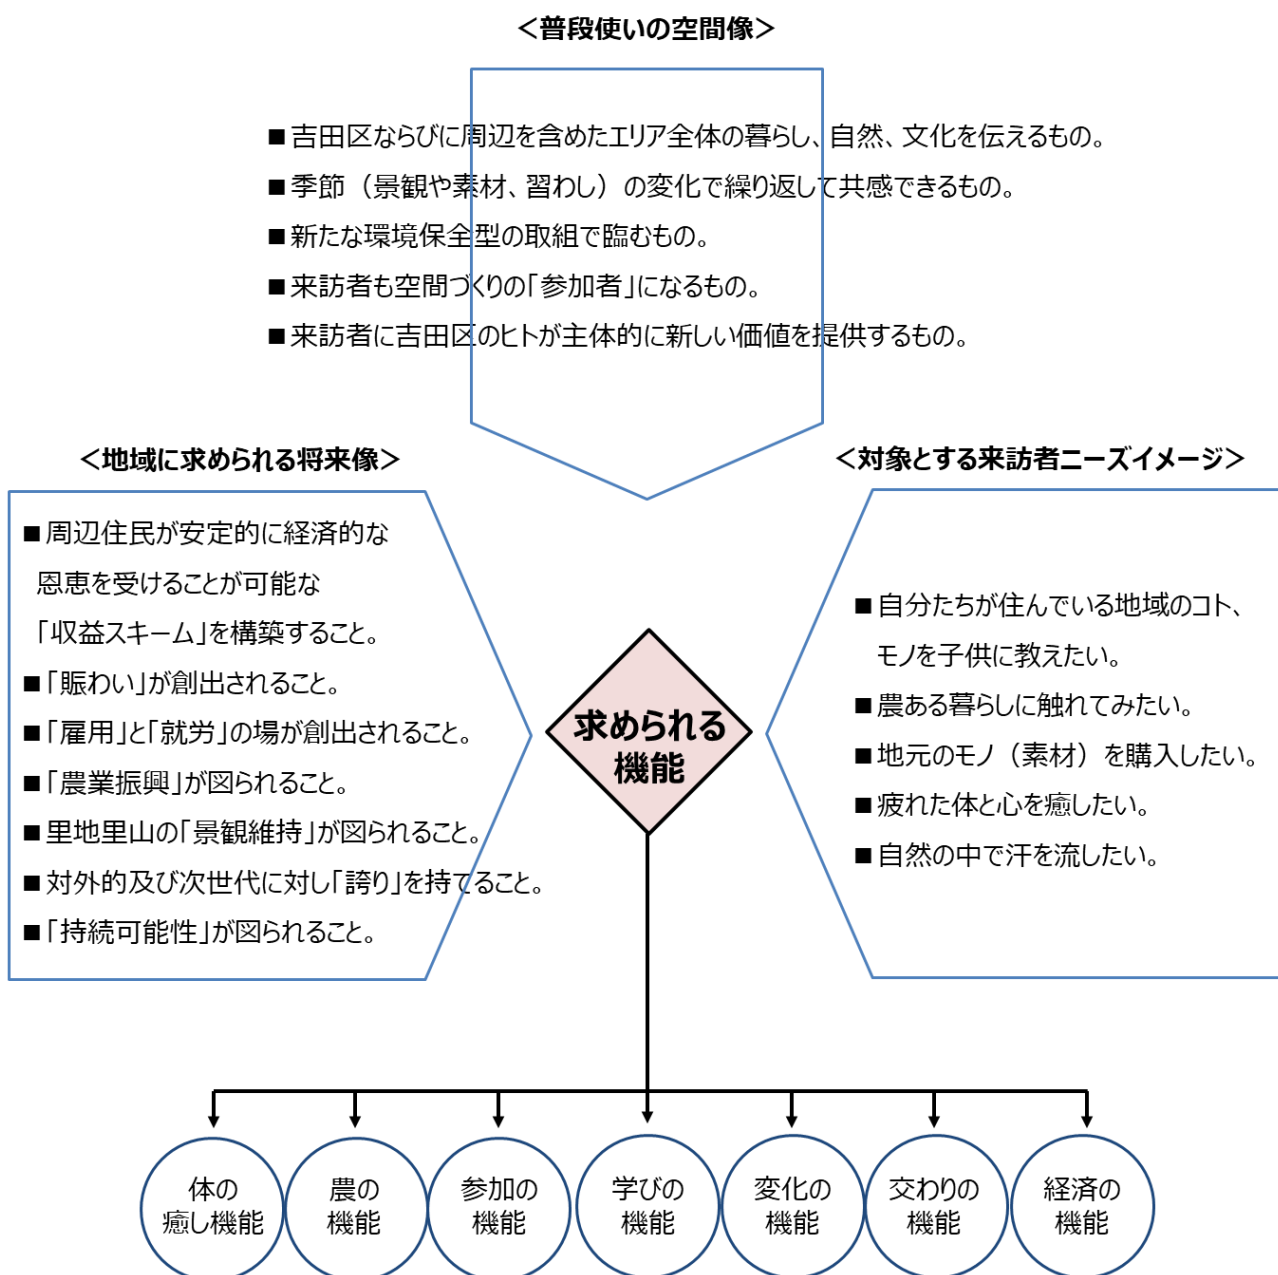 ＜普段使いの空間像＞
■吉田区ならびに周辺を含めたエリア全体の暮らし、自然、文化を伝えるもの。
■季節（景観や素材、習わし）の変化で繰り返して共感できるもの。
■新たな環境保全型の取組で臨むもの。
■来訪者も空間づくりの「参加者」になるもの。
■来訪者に吉田区のヒトが主体的に新しい価値を提供するもの。
＜地域に求められる将来像＞
■周辺住民が安定的に経済的な
恩恵を受けることが可能な
「収益スキーム」を構築すること。
■「賑わい」が創出されること。
■「雇用」と「就労」の場が創出されること。
■「農業振興」が図られること。
■里地里山の「景観維持」が図られること。
■対外的及び次世代に対し「誇り」を持てること。
■「持続可能性」が図られること。
＜対象とする来訪者ニーズイメージ＞
■自分たちが住んでいる地域のコト、
モノを子供に教えたい。
■農ある暮らしに触れてみたい。
■地元のモノ（素材）を購入したい。
■疲れた体と心を癒したい。
■自然の中で汗を流したい。
求められる
機能
体の
癒し機能
農の
機能
参加の
機能
学びの
機能
変化の
機能
交わりの
機能
経済の
機能